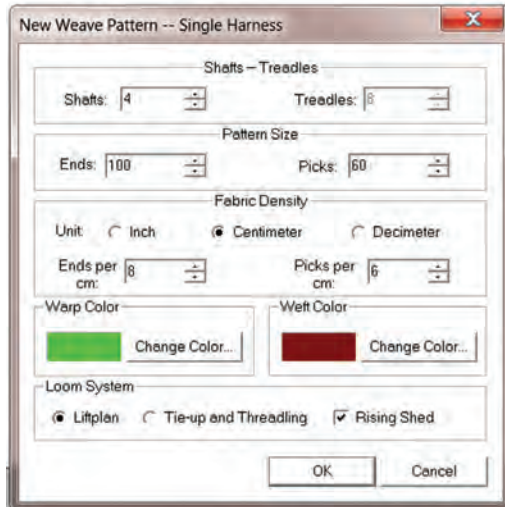 New Weave Pattern -- Single Harness
Shafts – Treadles
Shafts: 4 Treadles: 8
Pattern Size
Ends: 100 Picks: 60
Fabric Density
Unit Inch Centimeter Decimeter
Ends per cm: 8 Picks per cm: 6
Warp Color Weft Color
Change Color... Change Color...
Loom System
Liftplan Tie-up and Threadling Rising Shed
OK Cancel